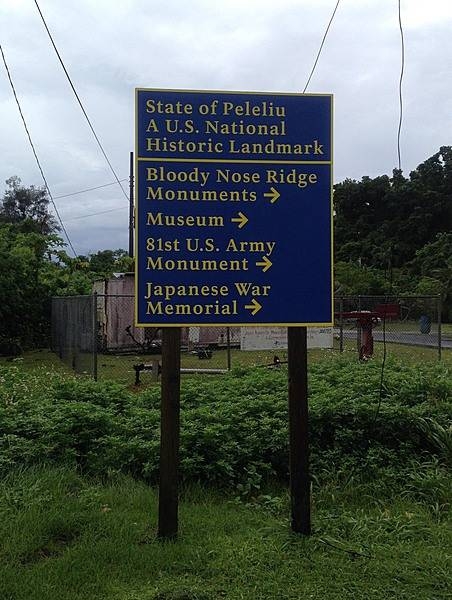 State of Peleliu
A U.S. National
Historic Landmark
Bloody Nose Ridge
Monuments →
Museum →
81st U.S. Army
Monument →
Japanese War
Memorial →